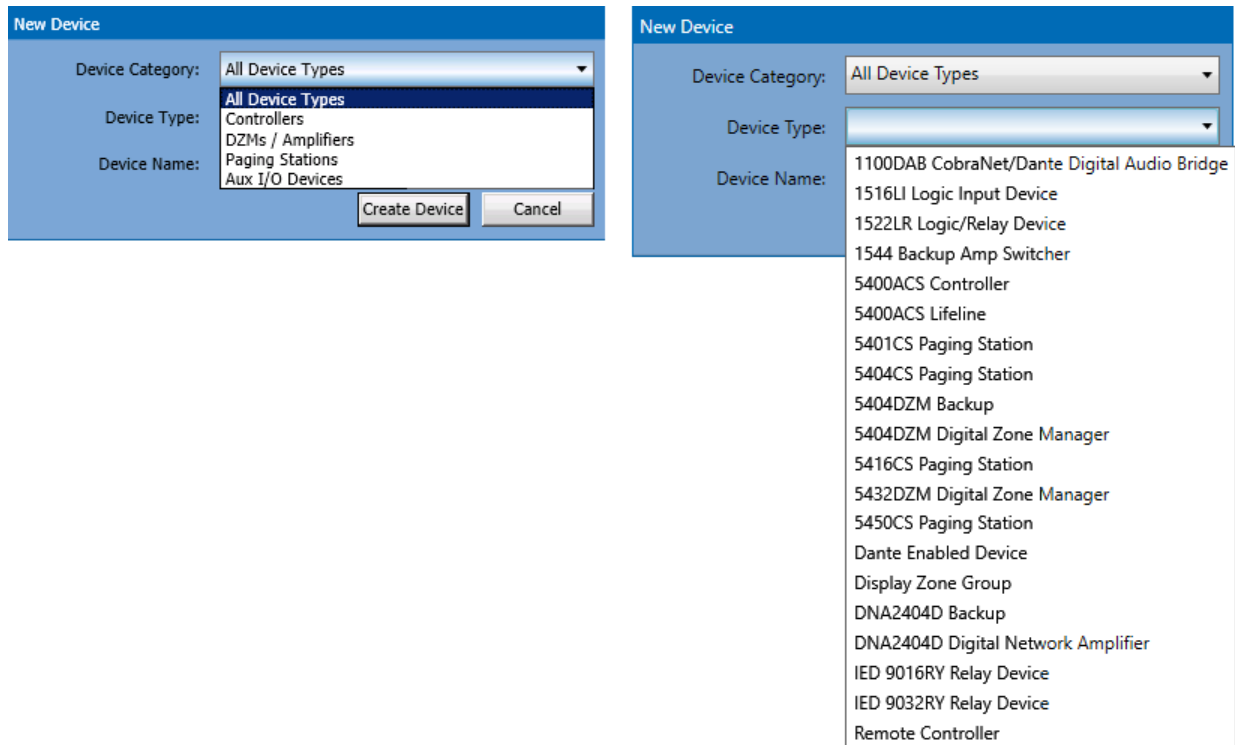 New Device
Device Category:
All Device Types
All Device Types
Controllers
Device Type:
DZMs / Amplifiers
Paging Stations
Device Name:
Aux I/O Devices
Create Device
Cancel
New Device
Device Category:
All Device Types
Device Type:
Device Name:
1100DAB CobraNet/Dante Digital Audio Bridge
1516LI Logic Input Device
1522LR Logic/Relay Device
1544 Backup Amp Switcher
5400ACS Controller
5400ACS Lifeline
5401CS Paging Station
5404CS Paging Station
5404DZM Backup
5404DZM Digital Zone Manager
5416CS Paging Station
5432DZM Digital Zone Manager
5450CS Paging Station
Dante Enabled Device
Display Zone Group
DNA2404D Backup
DNA2404D Digital Network Amplifier
IED 9016RY Relay Device
IED 9032RY Relay Device
Remote Controller